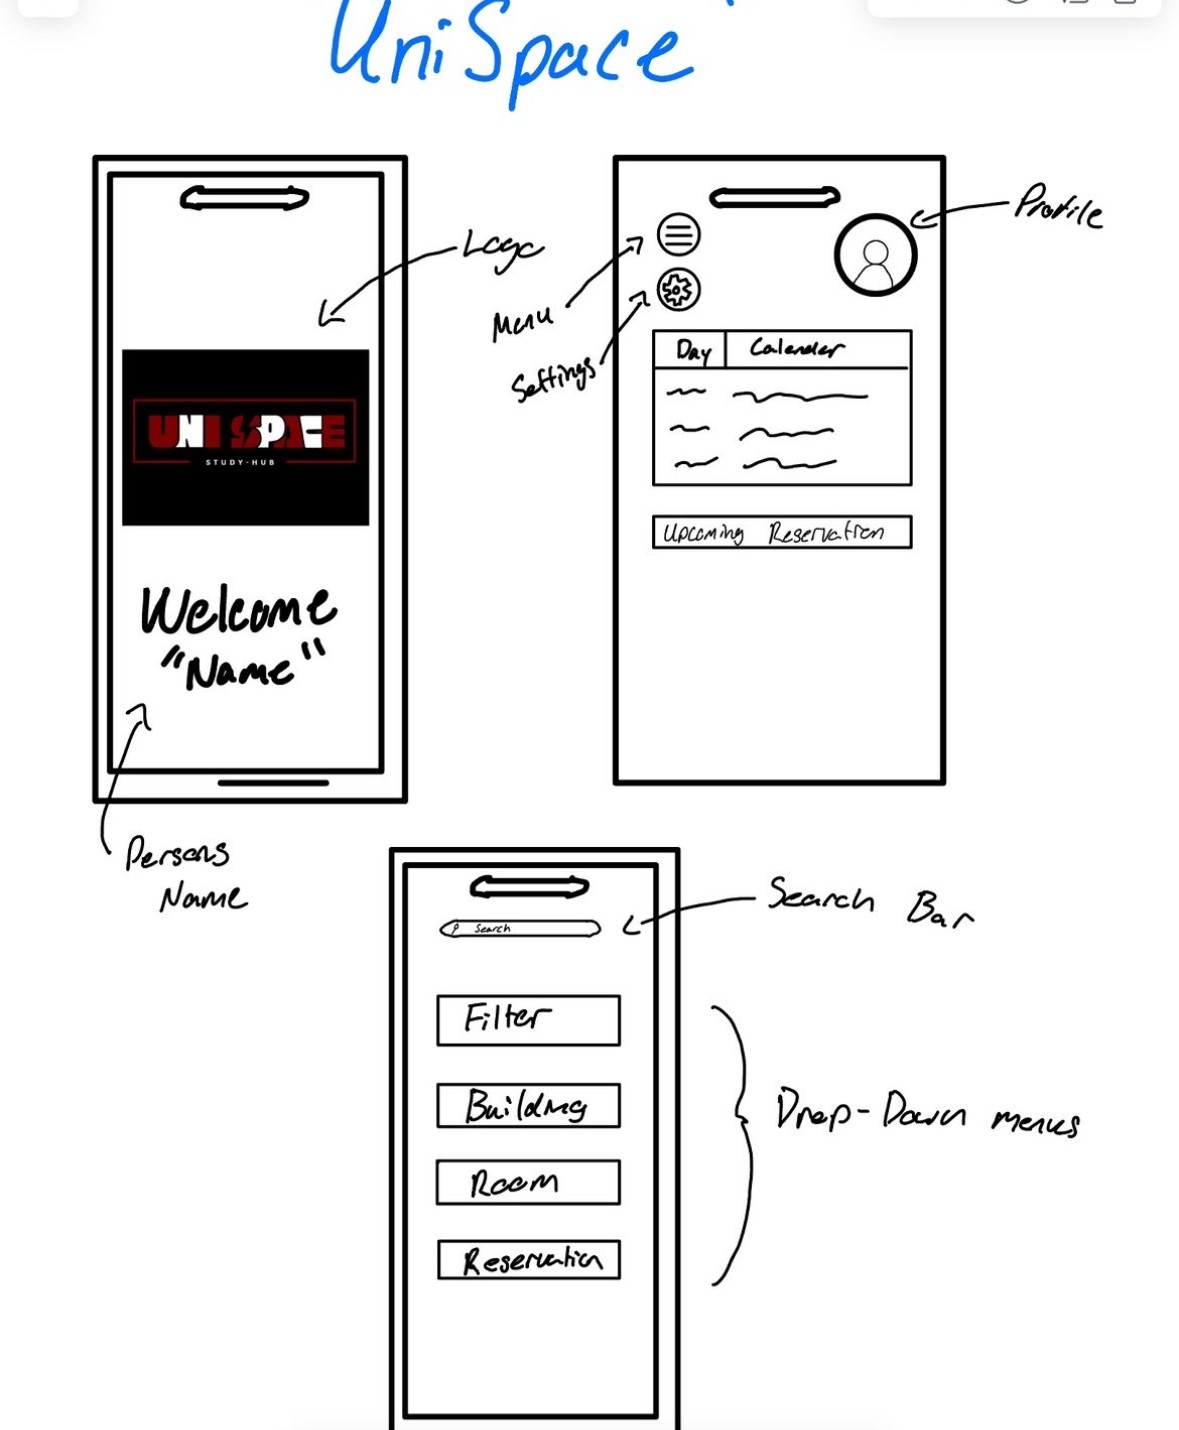 UniSpace
Logo
UNI SPACE
STUDY-HUB
Welcome
"Name"
Persons
Name
Profile
Menu
Settings
Day Calender
Upcoming Reservation
Search
Search Bar
Filter
Building
Room
Reservation
Drop-Down menus